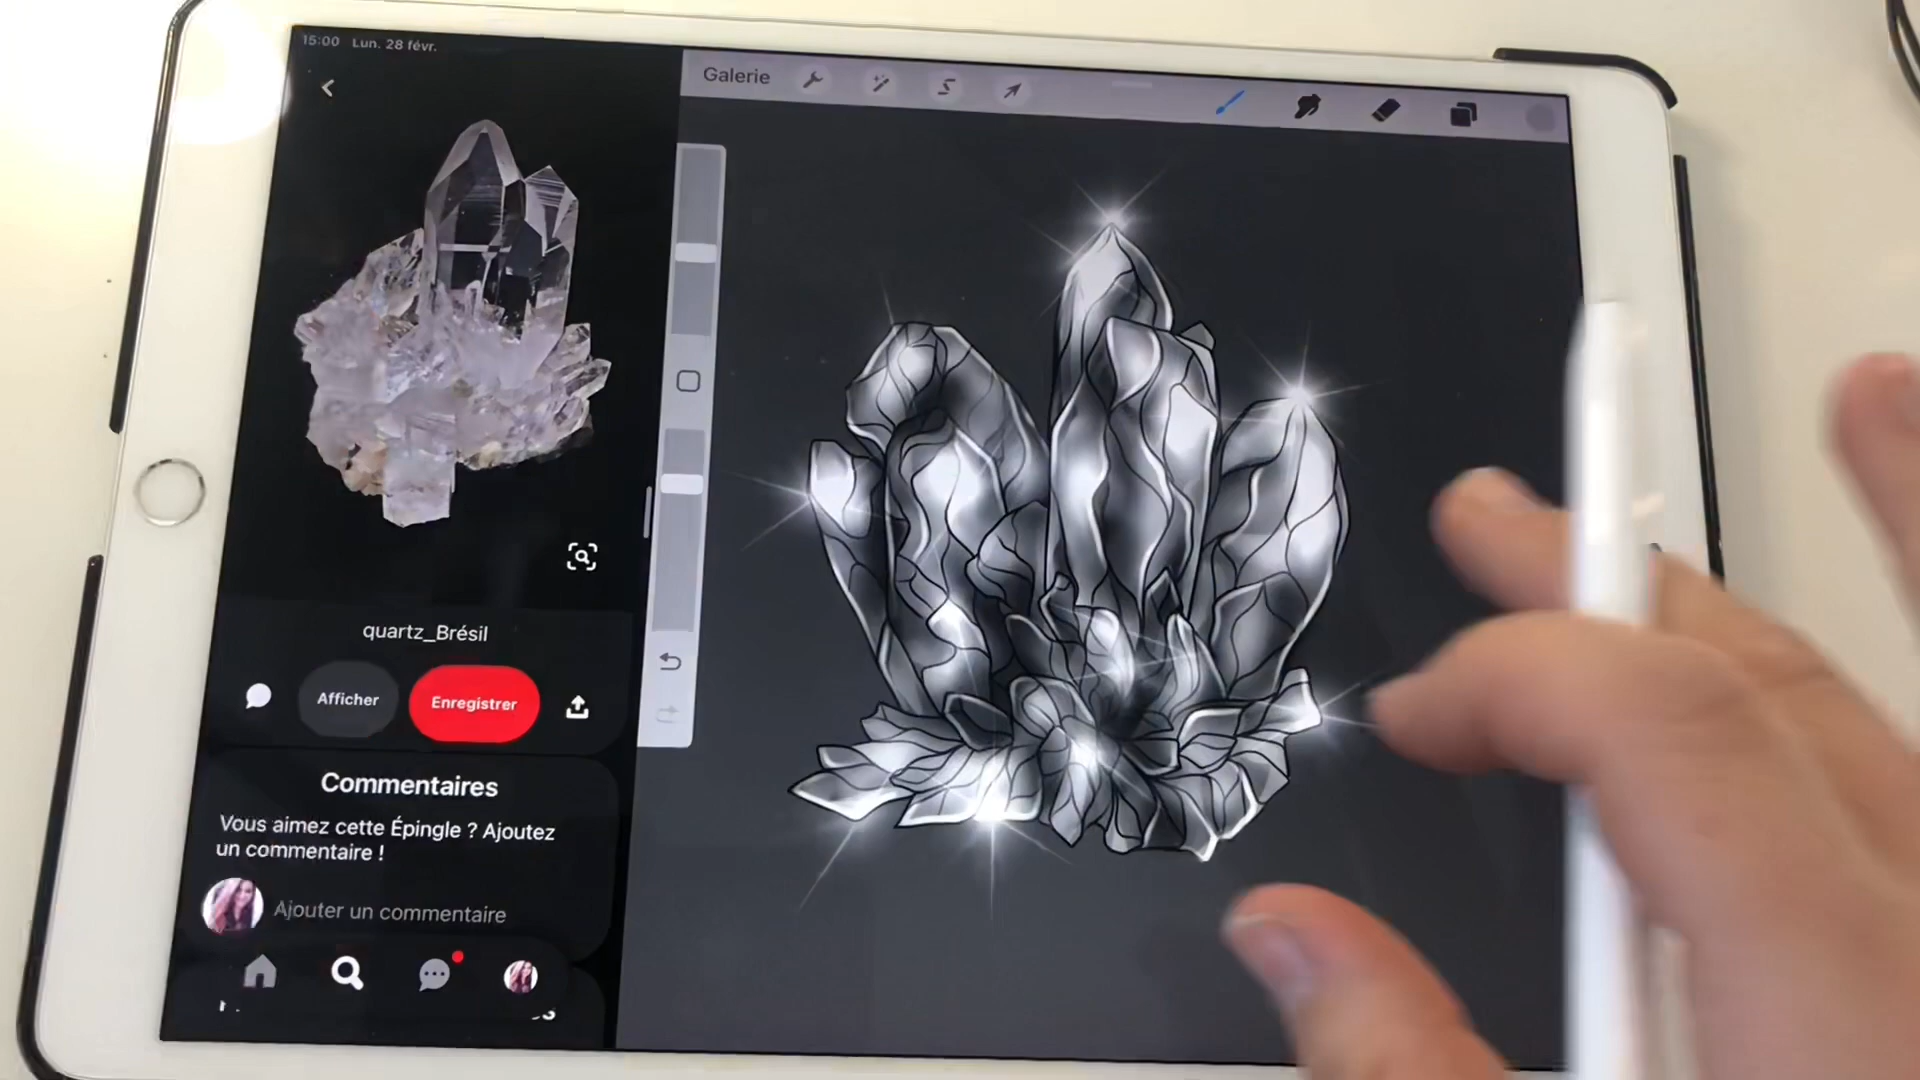 15:00 Lun. 28 févr.
Galerie
quartz_Brésil
Afficher
Enregistrer
Commentaires
Vous aimez cette Épingle ? Ajoutez
un commentaire !
Ajouter un commentaire